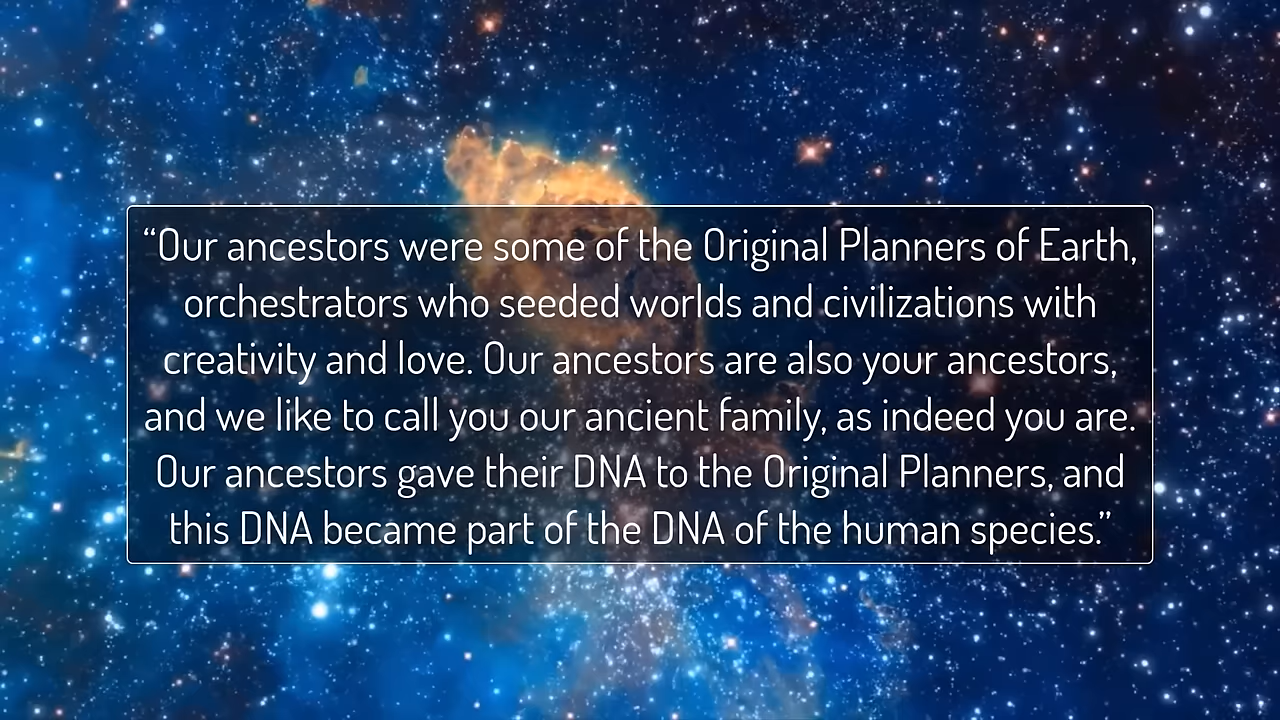 “Our ancestors were some of the Original Planners of Earth,
orchestrators who seeded worlds and civilizations with
creativity and love. Our ancestors are also your ancestors,
and we like to call you our ancient family, as indeed you are.
Our ancestors gave their DNA to the Original Planners, and
this DNA became part of the DNA of the human species.”